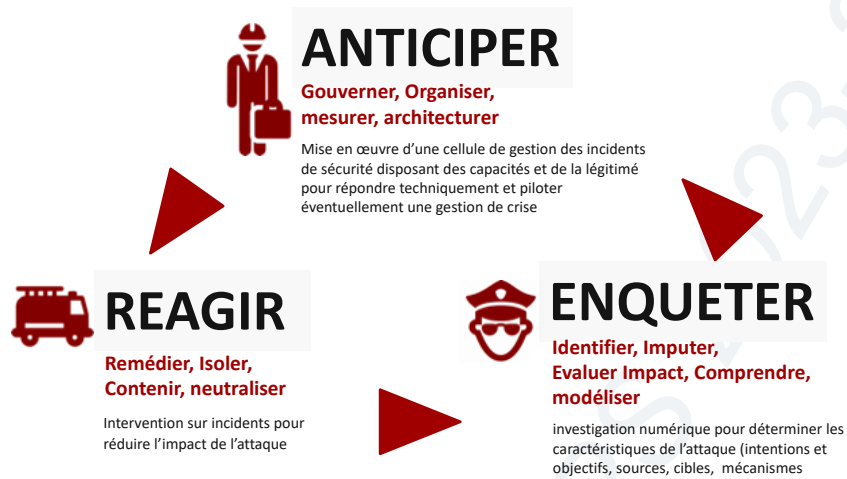 ANTICIPER
Gouverner, Organiser,
mesurer, architecturer
Mise en œuvre d’une cellule de gestion des incidents
de sécurité disposant des capacités et de la légitimé
pour répondre techniquement et piloter
éventuellement une gestion de crise
REAGIR
Remédier, Isoler,
Contenir, neutraliser
Intervention sur incidents pour
réduire l’impact de l’attaque
ENQUETER
Identifier, Imputer,
Evaluer Impact, Comprendre,
modéliser
investigation numérique pour déterminer les
caractéristiques de l’attaque (intentions et
objectifs, sources, cibles, mécanismes